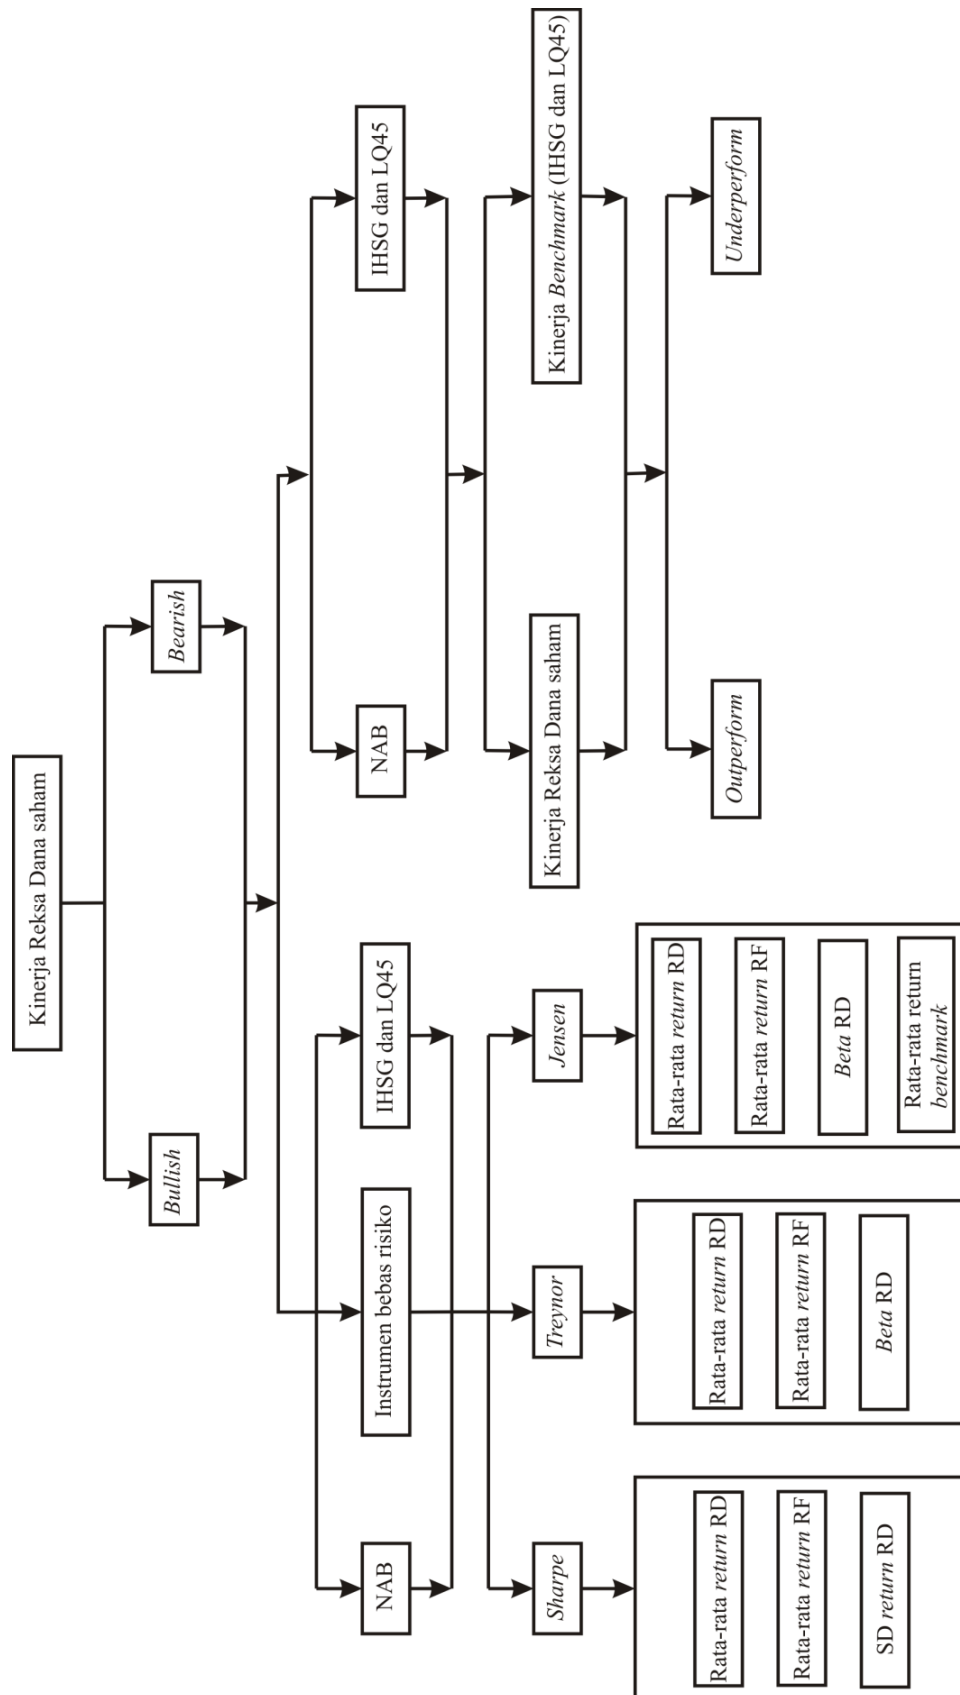 Kinerja Reksa Dana saham
Bullish
Bearish
NAB
Instrumen bebas risiko
IHSG dan LQ45
NAB
IHSG dan LQ45
Sharpe
Treynor
Jensen
Kinerja Reksa Dana saham
Kinerja Benchmark (IHSG dan LQ45)
Rata-rata return RD
Rata-rata return RF
SD return RD
Rata-rata return RD
Rata-rata return RF
Beta RD
Rata-rata return RD
Rata-rata return RF
Beta RD
Rata-rata return
benchmark
Outperform
Underperform